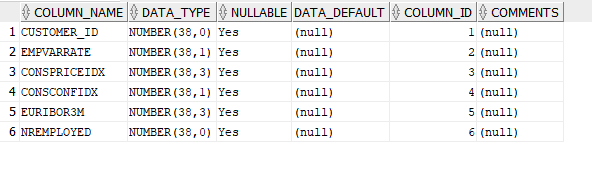 COLUMN_NAME DATA_TYPE NULLABLE DATA_DEFAULT COLUMN_ID COMMENTS
1 CUSTOMER_ID NUMBER(38,0) Yes (null) 1 (null)
2 EMPVARRATE NUMBER(38,1) Yes (null) 2 (null)
3 CONSPRICEIDX NUMBER(38,3) Yes (null) 3 (null)
4 CONSCONFIDX NUMBER(38,1) Yes (null) 4 (null)
5 EURIBOR3M NUMBER(38,3) Yes (null) 5 (null)
6 NREMPLOYED NUMBER(38,0) Yes (null) 6 (null)